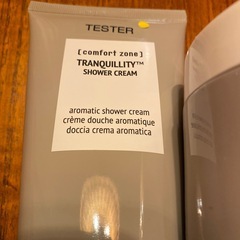 TESTER
[comfort zone]
TRANQUILLITY™
SHOWER CREAM
aromatic shower cream
crème douche aromatique
doccia crema aromatica